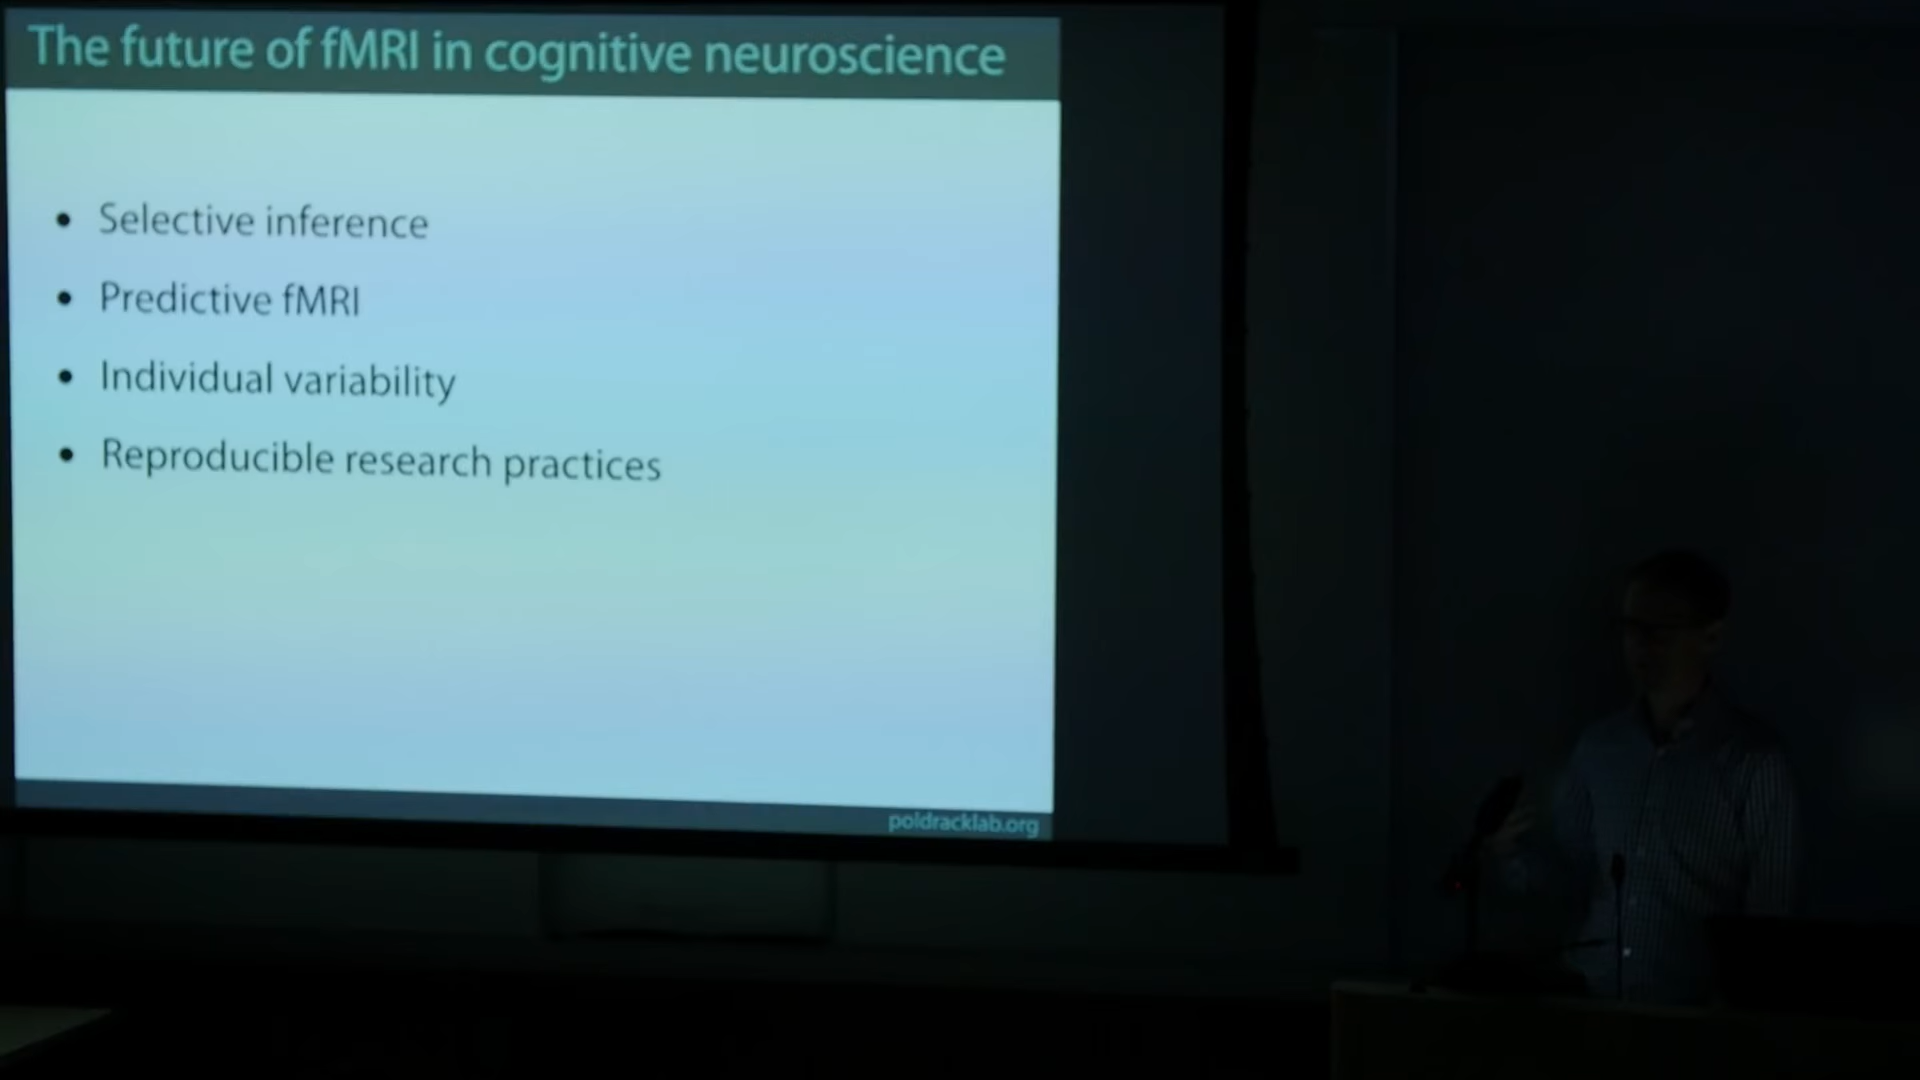 The future of fMRI in cognitive neuroscience
• Selective inference
• Predictive fMRI
• Individual variability
• Reproducible research practices
poldracklab.org